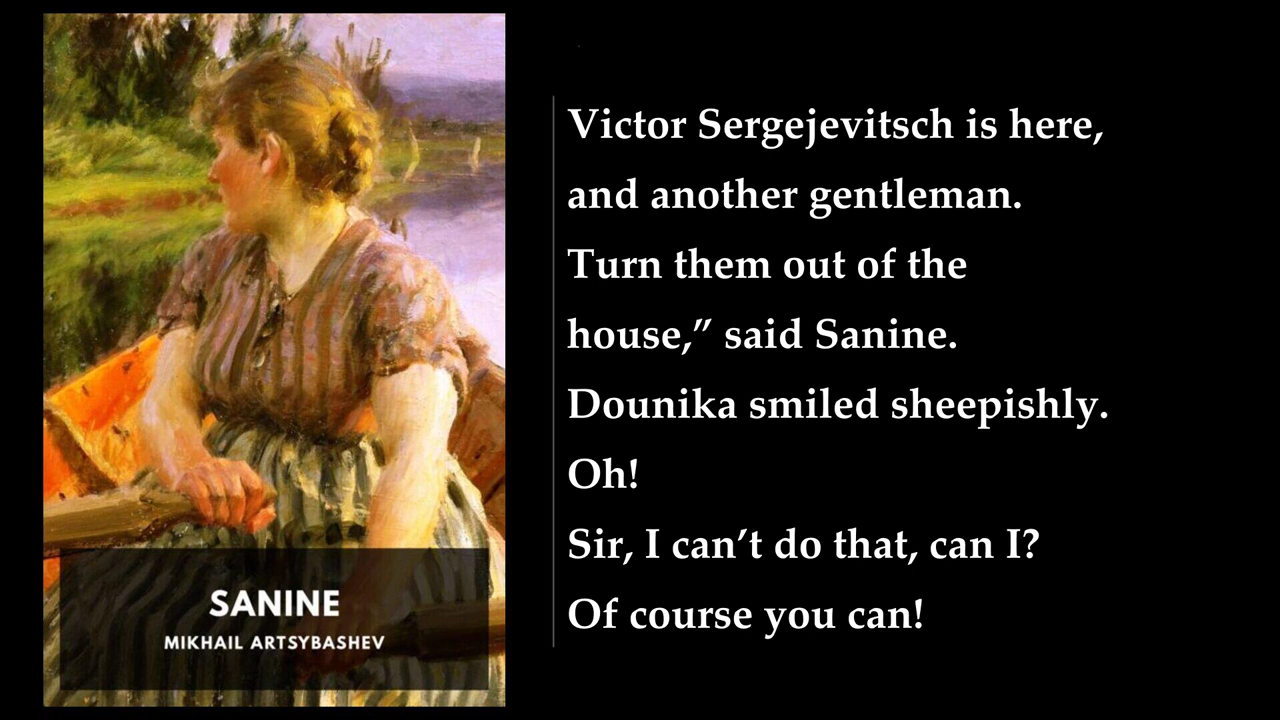 Victor Sergejevitsch is here,
and another gentleman.
Turn them out of the
house,” said Sanine.
Dounika smiled sheepishly.
Oh!
Sir, I can’t do that, can I?
Of course you can!
SANINE
MIKHAIL ARTSYBASHEV